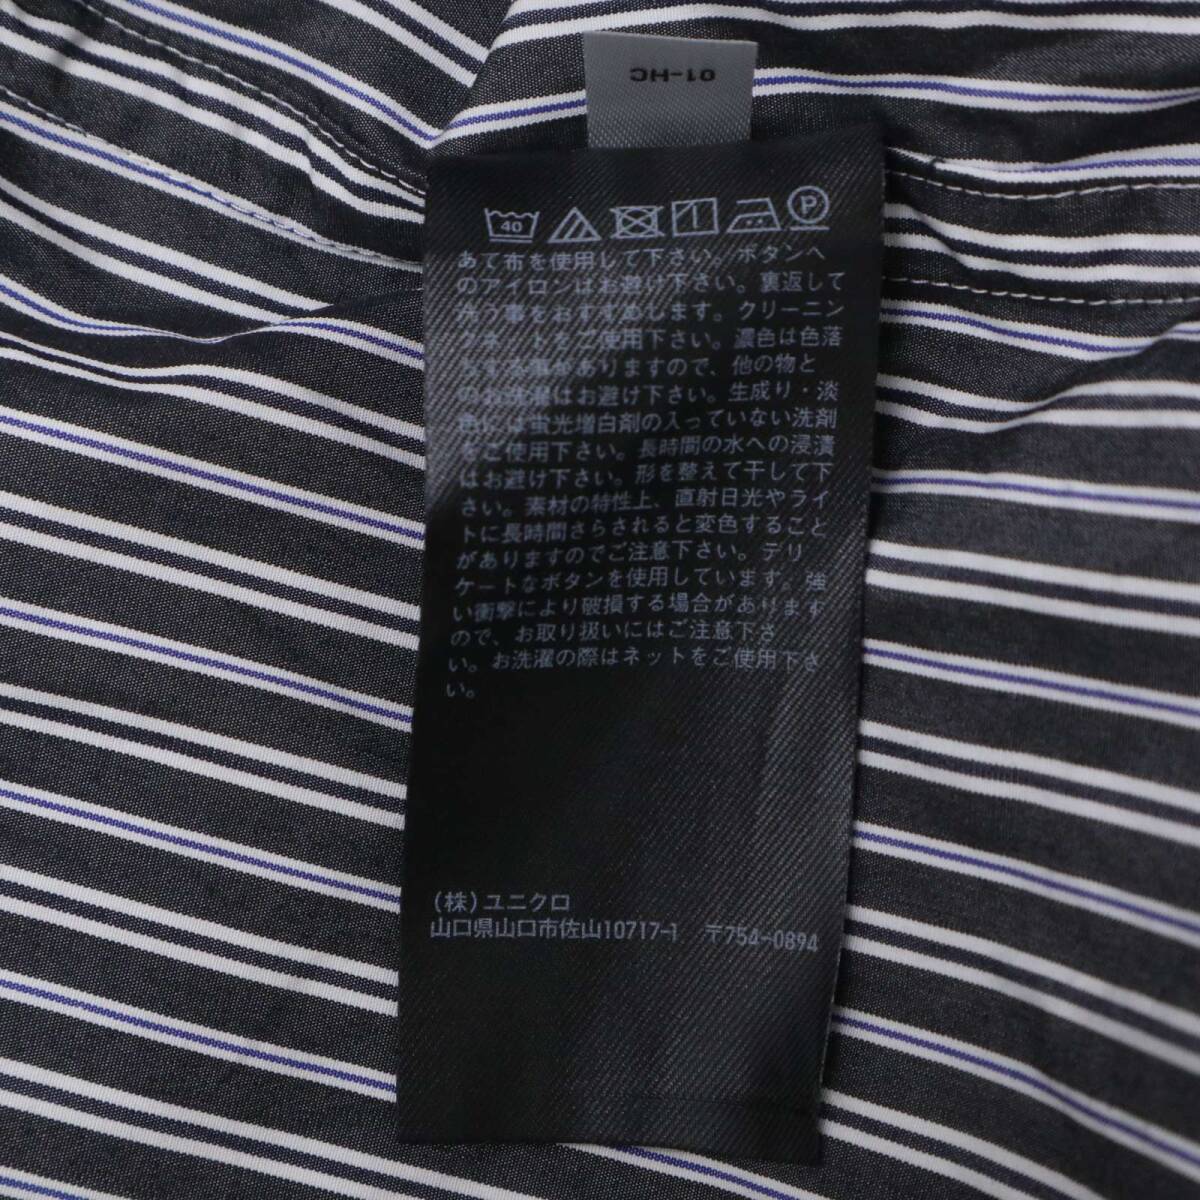 01-HC
40 P
あて布を使用して下さい。ボタンへ
のアイロンはお避け下さい。裏返して
洗う事をおすすめします。クリーニン
グネットをご使用下さい。濃色は色落
ちする事がありますので、他の物と
のお洗濯はお避け下さい。生成り・淡
色には蛍光増白剤の入っていない洗剤
をご使用下さい。長時間の水への浸漬
はお避け下さい。形を整えて干して下
さい。素材の特性上、直射日光やライ
トに長時間さらされると変色すること
がありますのでご注意下さい。デリ
ケートなボタンを使用しています。強
い衝撃により破損する場合があります
ので、お取り扱いにはご注意下さ
い。お洗濯の際はネットをご使用下さ
い。
(株)ユニクロ
山口県山口市佐山10717-1 〒754-0894